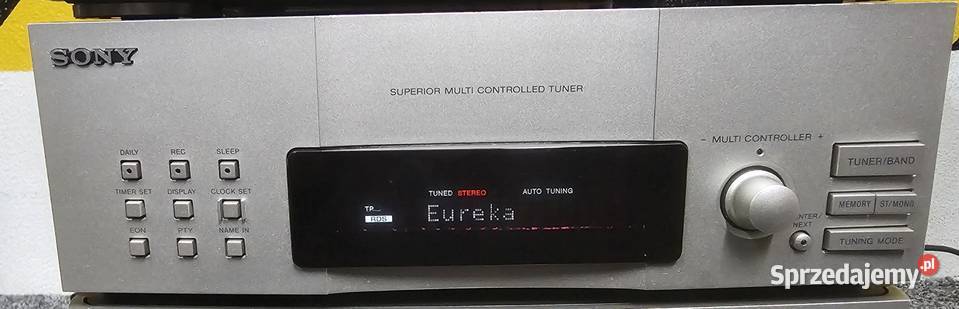 SONY
SUPERIOR MULTI CONTROLLED TUNER
DAILY REC SLEEP
TIMER SET DISPLAY CLOCK SET
EON PTY NAME IN
TUNED STEREO AUTO TUNING
TP
RDS
Eureka
– MULTI CONTROLLER +
TUNER/BAND
MEMORY ST/MONO
ENTER/
NEXT
TUNING MODE
Sprzedajemy.pl